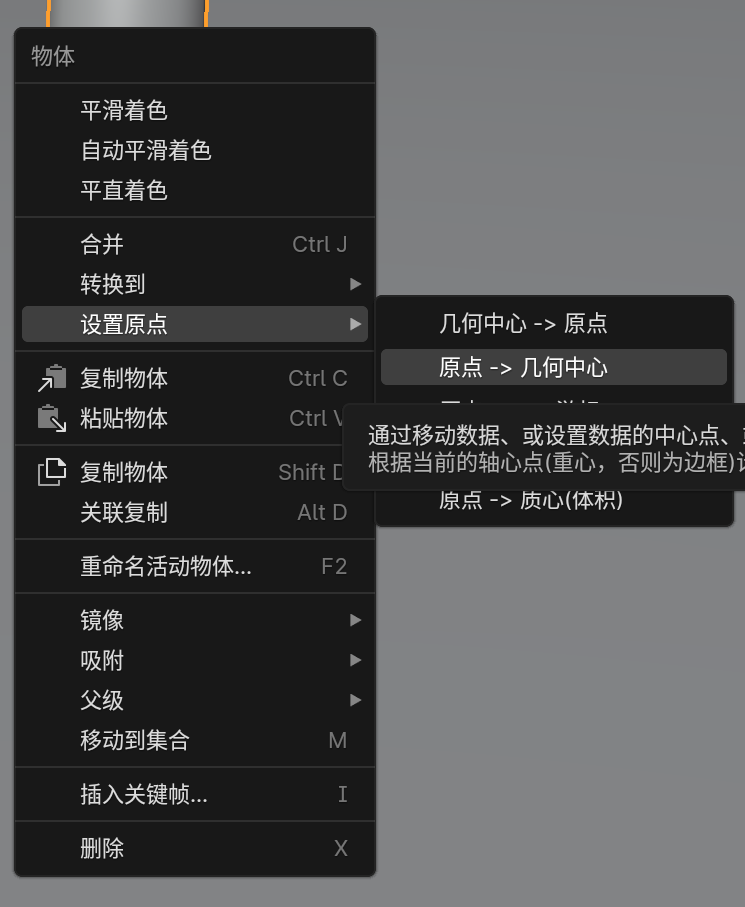 物体
平滑着色
自动平滑着色
平直着色
合并 Ctrl J
转换到
设置原点
几何中心 -> 原点
原点 -> 几何中心
通过移动数据、或设置数据的中心点、
根据当前的轴心点(重心，否则为边框)
原点 -> 质心(体积)
复制物体 Ctrl C
粘贴物体 Ctrl V
复制物体 Shift D
关联复制 Alt D
重命名活动物体... F2
镜像
吸附
父级
移动到集合 M
插入关键帧... I
删除 X